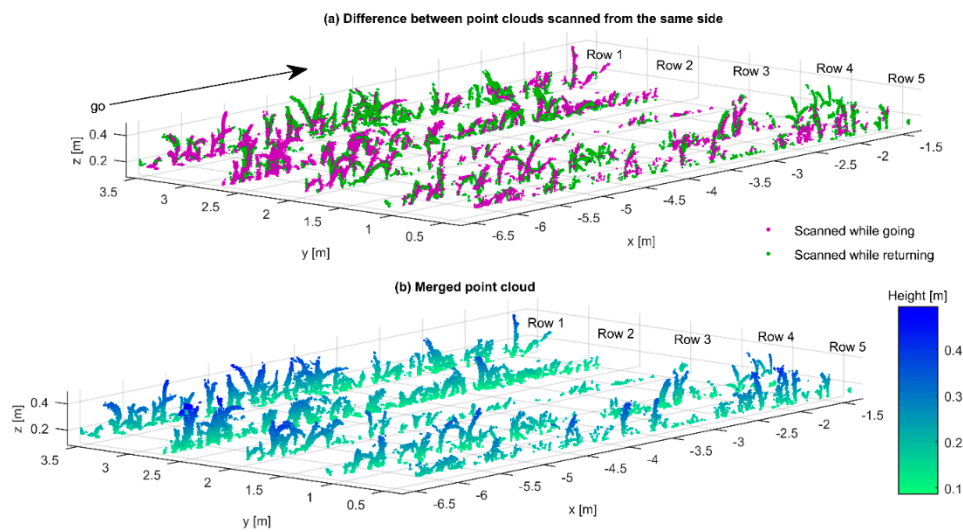 (a) Difference between point clouds scanned from the same side
Row 1
Row 2
Row 3
Row 4
Row 5
go
z [m]
0.4
0.2
3.5
3
2.5
2
1.5
1
0.5
y [m]
-6.5
-6
-5.5
-5
-4.5
-4
-3.5
-3
-2.5
-2
-1.5
x [m]
Scanned while going
Scanned while returning
(b) Merged point cloud
Height [m]
Row 1
Row 2
Row 3
Row 4
Row 5
z [m]
0.4
0.2
3.5
3
2.5
2
1.5
1
0.5
y [m]
-6.5
-6
-5.5
-5
-4.5
-4
-3.5
-3
-2.5
-2
-1.5
x [m]
0.4
0.3
0.2
0.1